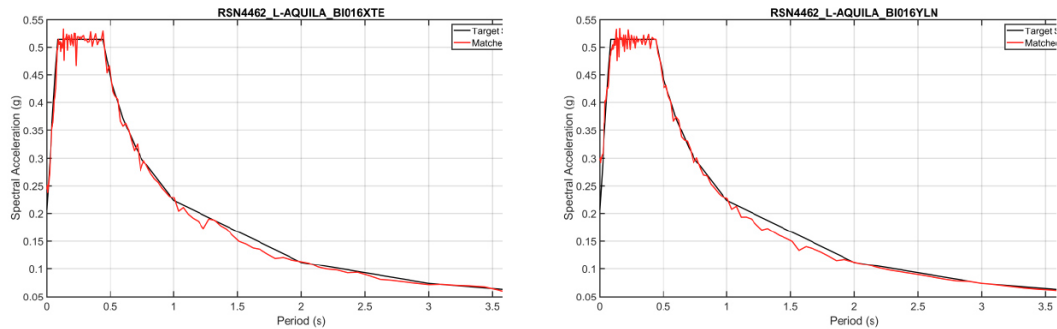 RSN4462_L-AQUILA_BI016XTE
Target S
Matche
Spectral Acceleration (g)
0.55
0.5
0.45
0.4
0.35
0.3
0.25
0.2
0.15
0.1
0.05
0 0.5 1 1.5 2 2.5 3 3.5
Period (s)
RSN4462_L-AQUILA_BI016YLN
Target S
Matche
Spectral Acceleration (g)
0.55
0.5
0.45
0.4
0.35
0.3
0.25
0.2
0.15
0.1
0.05
0 0.5 1 1.5 2 2.5 3 3.5
Period (s)